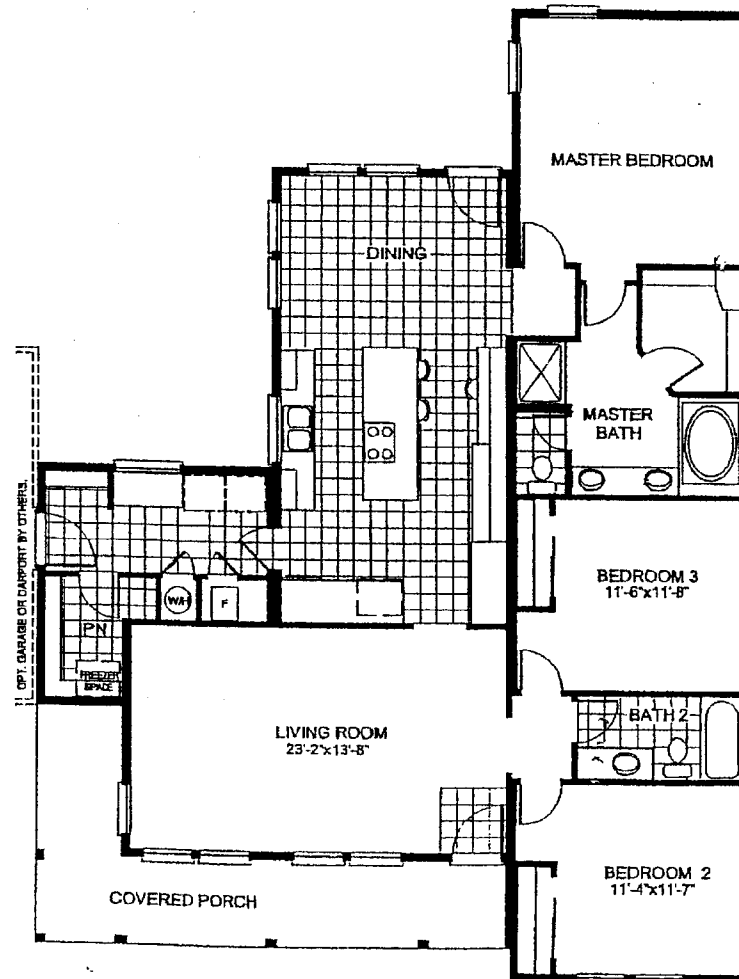 MASTER BEDROOM
DINING
MASTER
BATH
OPT. GARAGE OR DARPORT BY OTHERS.
BEDROOM 3
11'-6"x11'-8"
W/H
F
PN
FREEZER
SPACE
BATH 2
LIVING ROOM
23'-2"x13'-8"
BEDROOM 2
11'-4"x11'-7"
COVERED PORCH